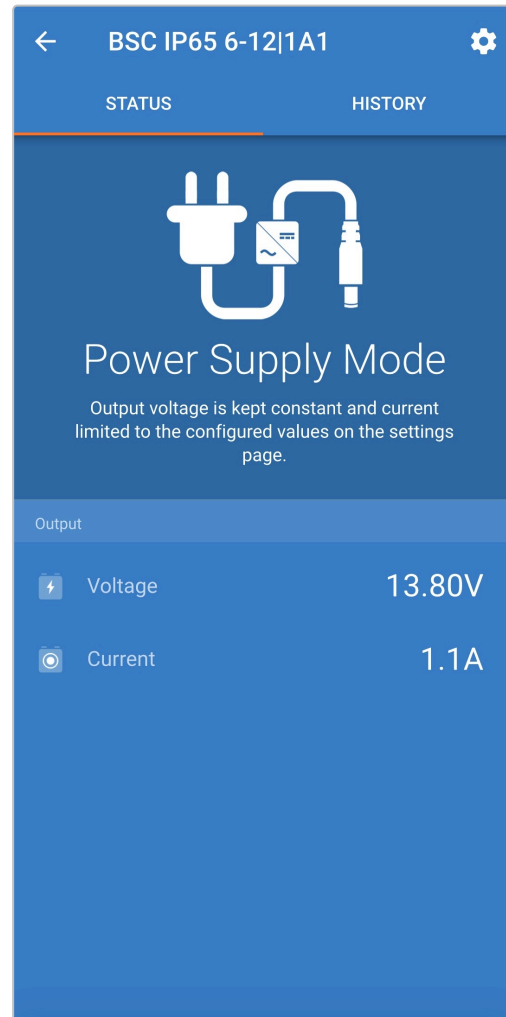 BSC IP65 6-12|1A1
STATUS HISTORY
Power Supply Mode
Output voltage is kept constant and current
limited to the configured values on the settings
page.
Output
Voltage 13.80V
Current 1.1A